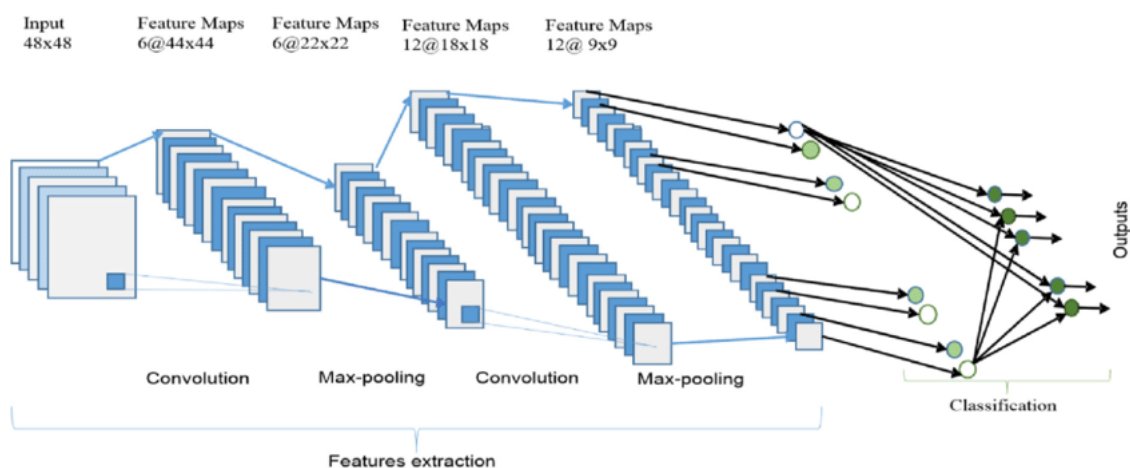 Input
48x48
Feature Maps
6@44x44
Feature Maps
6@22x22
Feature Maps
12@18x18
Feature Maps
12@ 9x9
Outputs
Convolution
Max-pooling
Convolution
Max-pooling
Classification
Features extraction